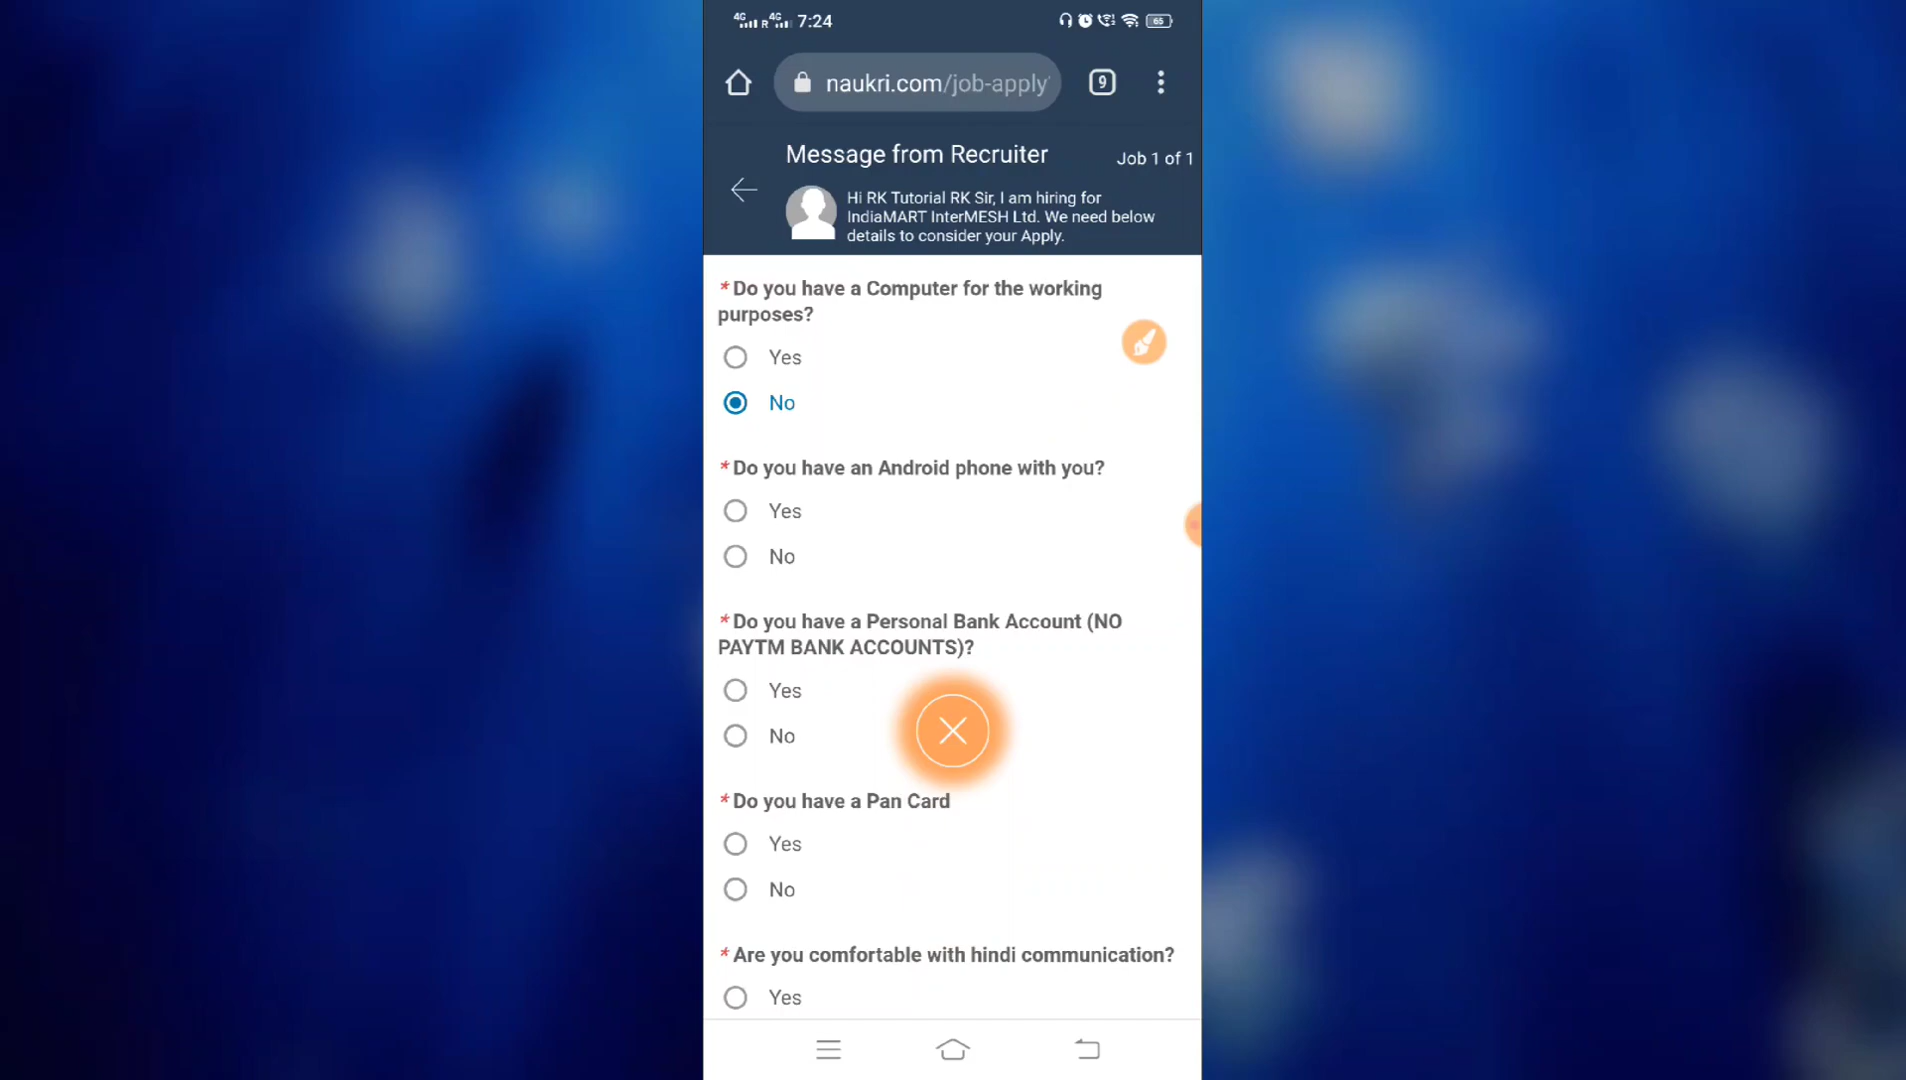 4G R 4G 7:24 65
naukri.com/job-apply 9
Message from Recruiter
Job 1 of 1
Hi RK Tutorial RK Sir, I am hiring for
IndiaMART InterMESH Ltd. We need below
details to consider your Apply.
* Do you have a Computer for the working
purposes?
Yes
No
* Do you have an Android phone with you?
Yes
No
* Do you have a Personal Bank Account (NO
PAYTM BANK ACCOUNTS)?
Yes
No
* Do you have a Pan Card
Yes
No
* Are you comfortable with hindi communication?
Yes